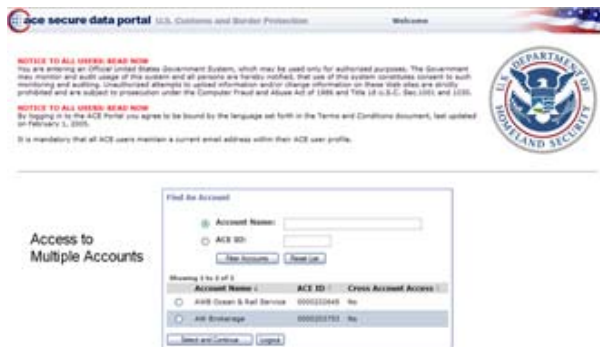 ace secure data portal U.S. Customs and Border Protection Welcome
NOTICE TO ALL USERS: READ NOW
You are entering an Official United States Government System, which may be used only for authorized purposes. The Government
may monitor and audit usage of this system and all persons are hereby notified, that use of this system constitutes consent to such
monitoring and auditing. Unauthorized attempts to upload information and/or change information on these Web sites are strictly
prohibited and are subject to prosecution under the Computer Fraud and Abuse Act of 1986 and Title 18 U.S.C. Sec.1001 and 1030.
NOTICE TO ALL USERS: READ NOW
By logging in to the ACE Portal you agree to be bound by the language set forth in the Terms and Conditions document, last updated
on February 1, 2005.
It is mandatory that all ACE users maintain a current email address within their ACE user profile.
U.S. DEPARTMENT OF
HOMELAND SECURITY
Access to
Multiple Accounts
Find An Account
Account Name:
ACE ID:
Filter Accounts Reset List
Showing 1 to 2 of 2
Account Name ACE ID Cross Account Access
AWB Ocean & Rail Service No
AW Brokerage No
Select and Continue Logout